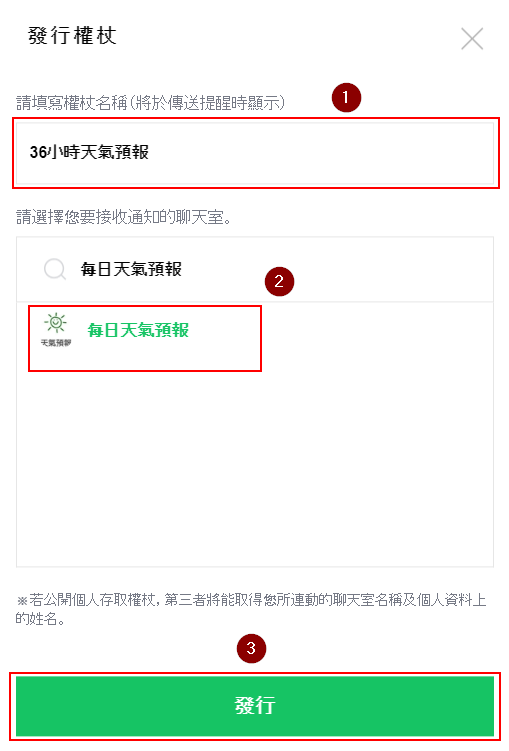 發行權杖
請填寫權杖名稱(將於傳送提醒時顯示)
1
36小時天氣預報
請選擇您要接收通知的聊天室。
每日天氣預報
2
天氣預報
每日天氣預報
※若公開個人存取權杖, 第三者將能取得您所連動的聊天室名稱及個人資料上
的姓名。
3
發行